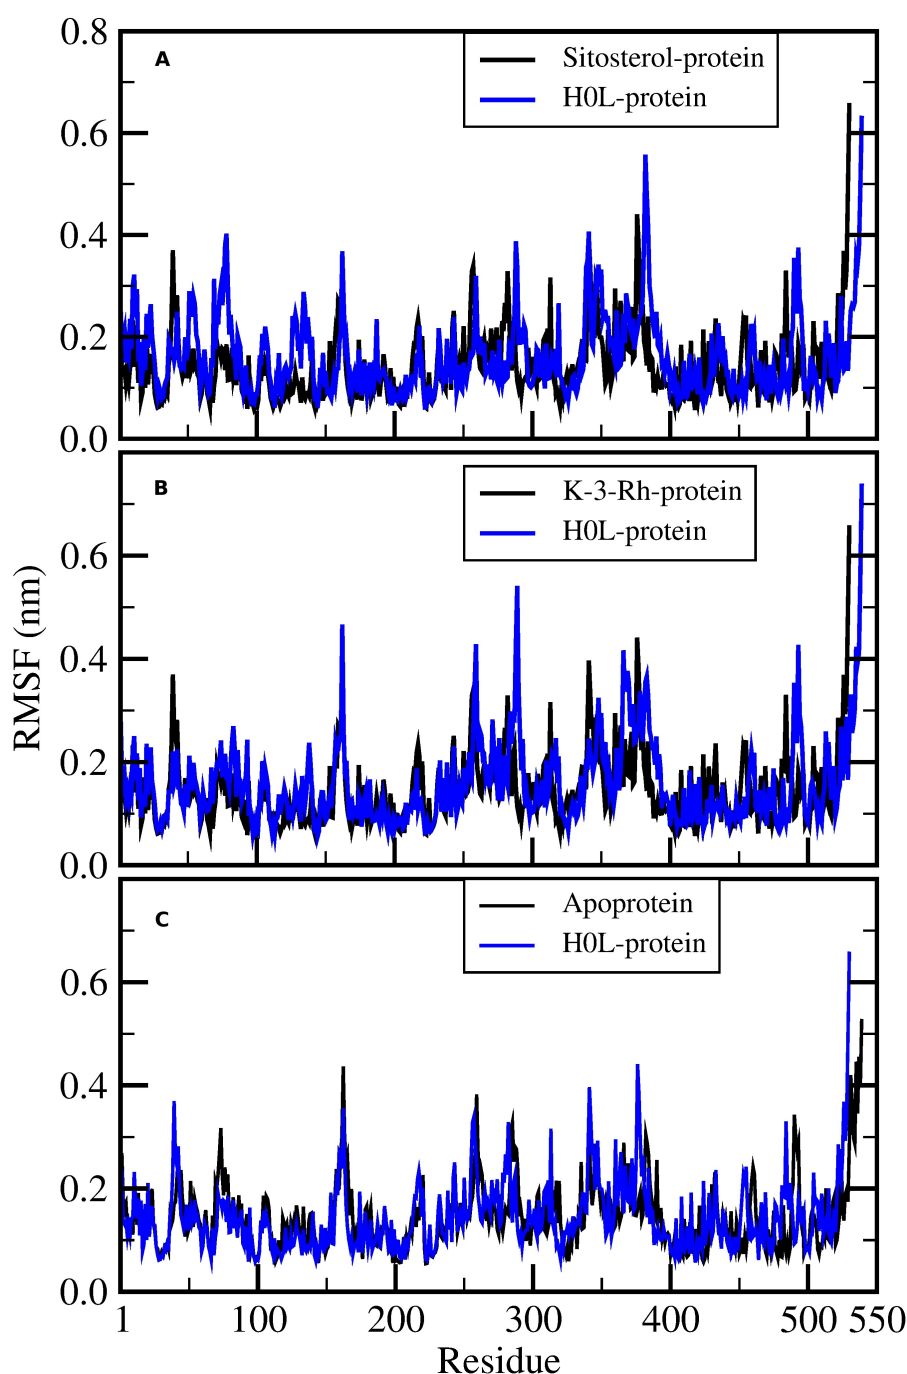 0.8
A
Sitosterol-protein
H0L-protein
0.6
0.4
0.2
0.0
B
K-3-Rh-protein
H0L-protein
0.6
0.4
0.2
0.0
RMSF (nm)
C
Apoprotein
H0L-protein
0.6
0.4
0.2
0.0
1 100 200 300 400 500 550
Residue